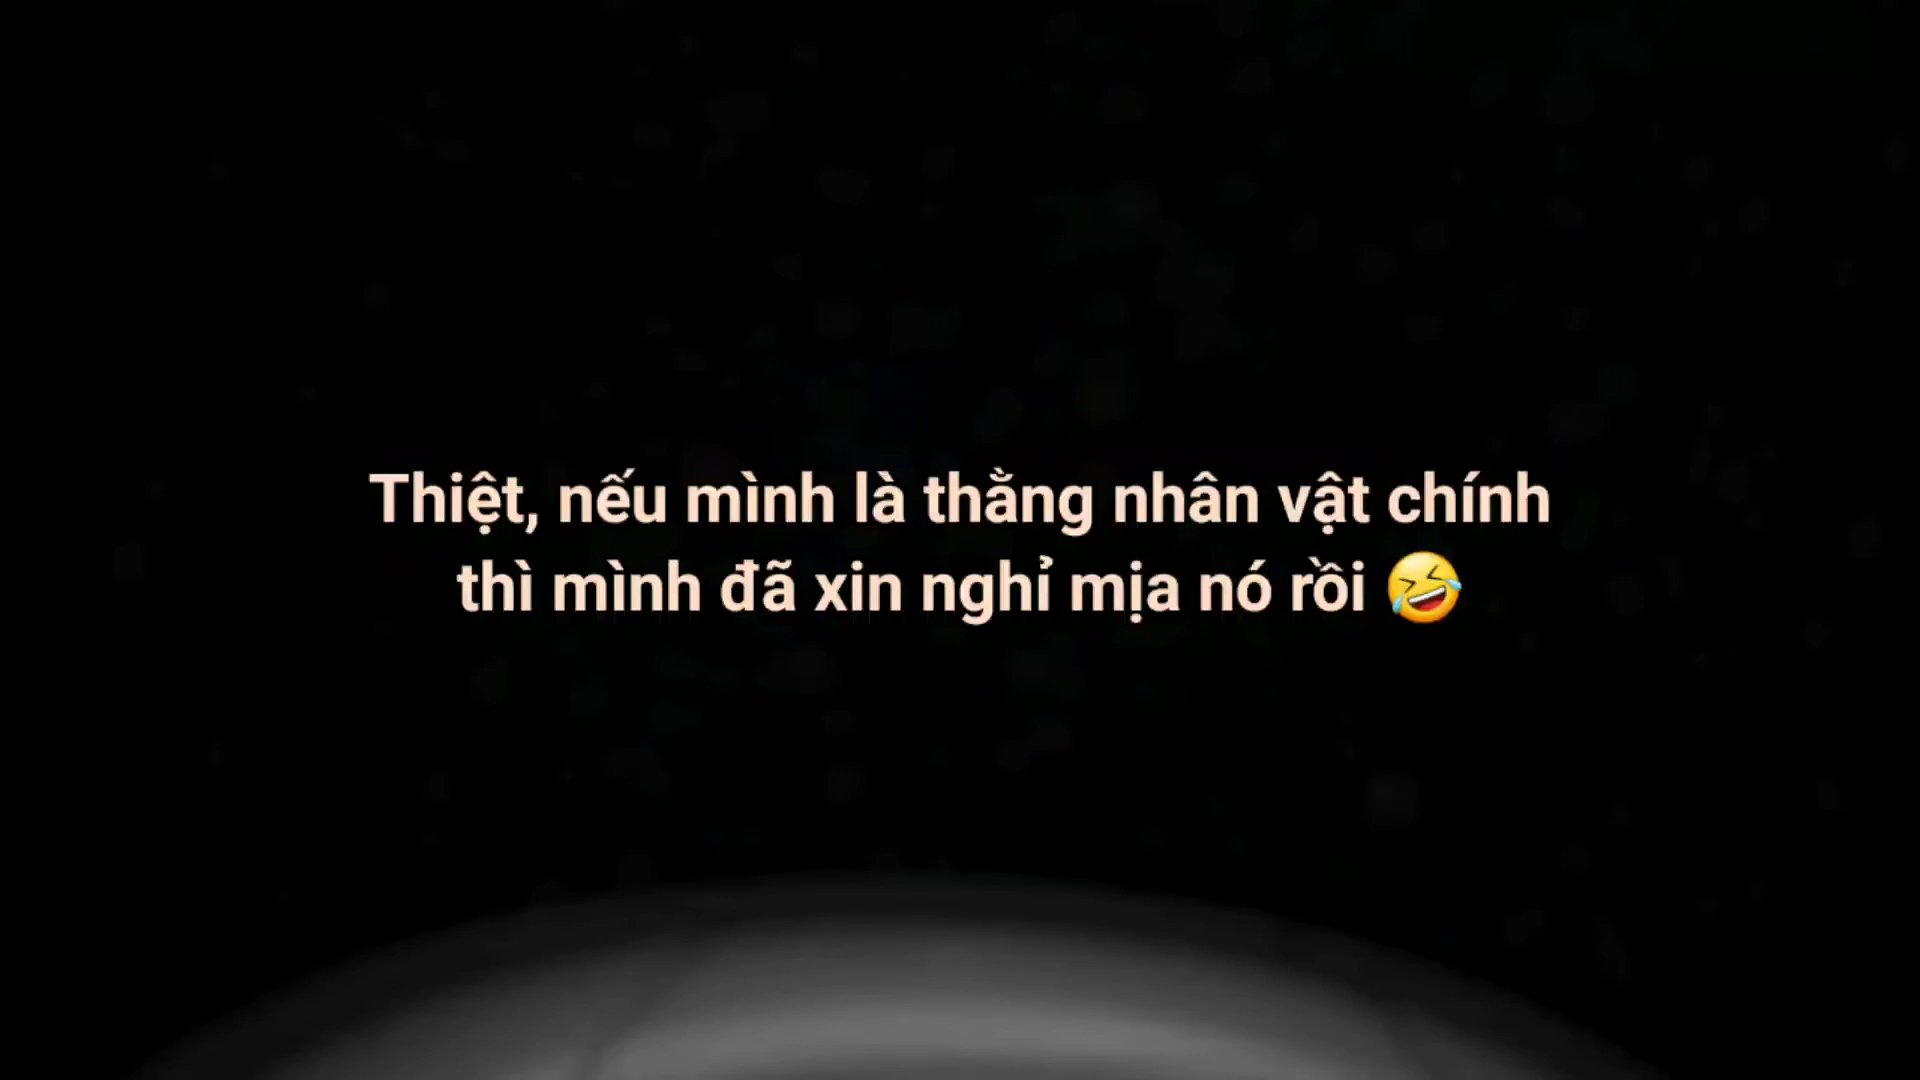 Thiệt, nếu mình là thằng nhân vật chính
thì mình đã xin nghỉ mịa nó rồi 🤣